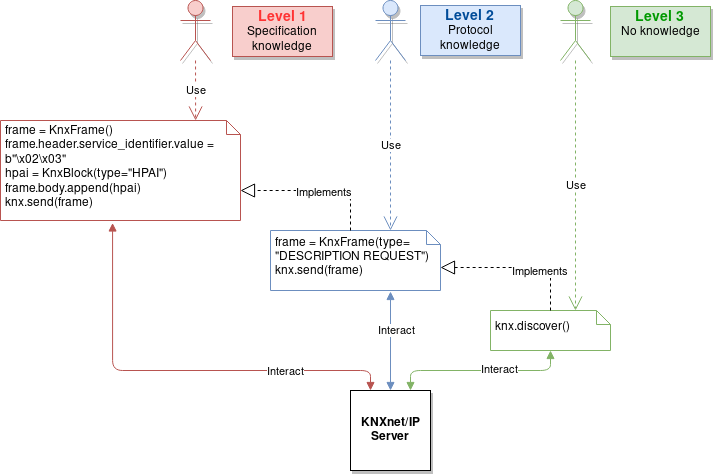 Level 1
Specification
knowledge
Level 2
Protocol
knowledge
Level 3
No knowledge
Use
Use
Use
frame = KnxFrame()
frame.header.service_identifier.value =
b"\x02\x03"
hpai = KnxBlock(type="HPAI")
frame.body.append(hpai)
knx.send(frame)
Implements
frame = KnxFrame(type=
"DESCRIPTION REQUEST")
knx.send(frame)
Implements
knx.discover()
Interact
Interact
Interact
KNXnet/IP
Server